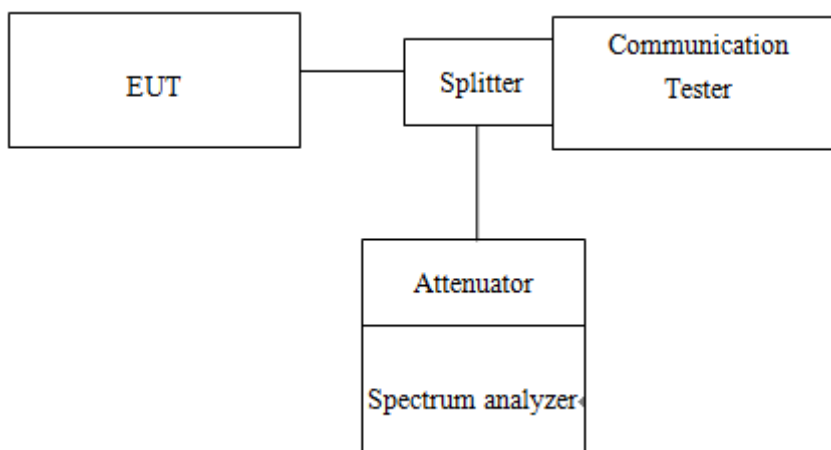 EUT
Splitter
Communication
Tester
Attenuator
Spectrum analyzer